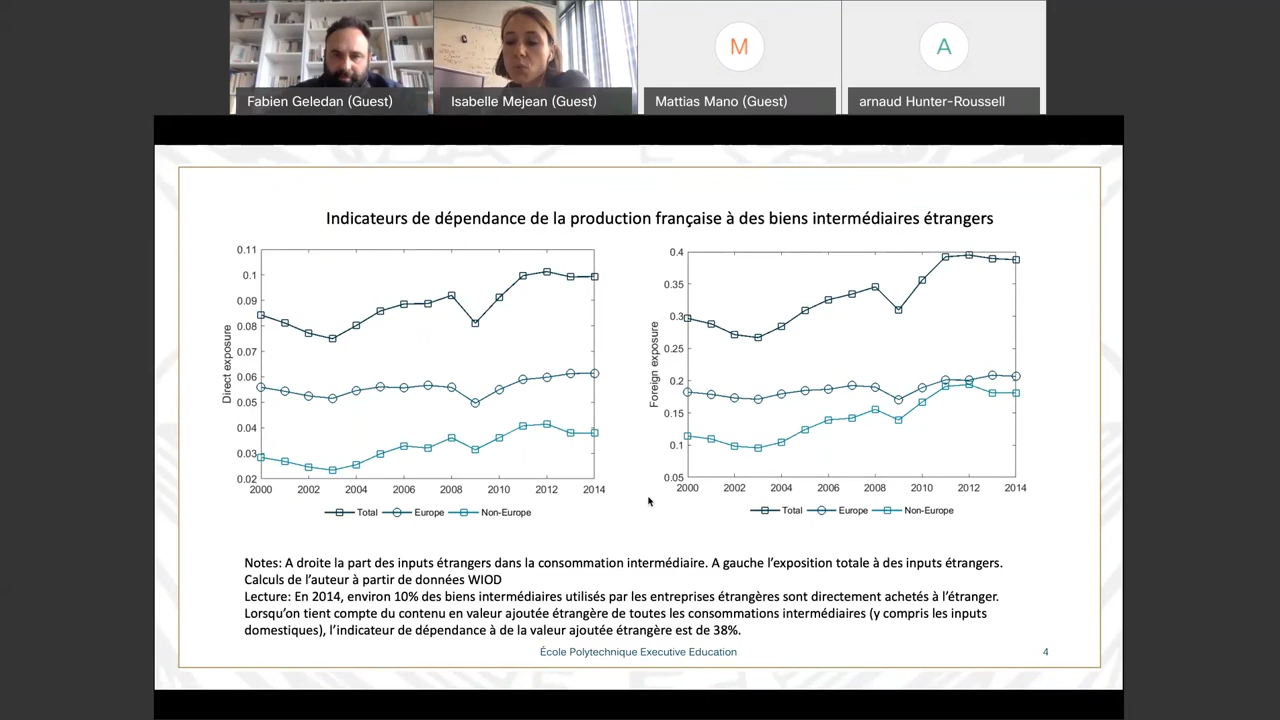 Fabien Geledan (Guest)
Isabelle Mejean (Guest)
M
Mattias Mano (Guest)
A
arnaud Hunter-Roussell
Indicateurs de dépendance de la production française à des biens intermédiaires étrangers
0.11
0.1
0.09
0.08
0.07
0.06
0.05
0.04
0.03
0.02
Direct exposure
2000 2002 2004 2006 2008 2010 2012 2014
Total Europe Non-Europe
0.4
0.35
0.3
0.25
0.2
0.15
0.1
0.05
Foreign exposure
2000 2002 2004 2006 2008 2010 2012 2014
Total Europe Non-Europe
Notes: A droite la part des inputs étrangers dans la consommation intermédiaire. A gauche l’exposition totale à des inputs étrangers.
Calculs de l’auteur à partir de données WIOD
Lecture: En 2014, environ 10% des biens intermédiaires utilisés par les entreprises étrangères sont directement achetés à l’étranger.
Lorsqu’on tient compte du contenu en valeur ajoutée étrangère de toutes les consommations intermédiaires (y compris les inputs
domestiques), l’indicateur de dépendance à de la valeur ajoutée étrangère est de 38%.
École Polytechnique Executive Education
4